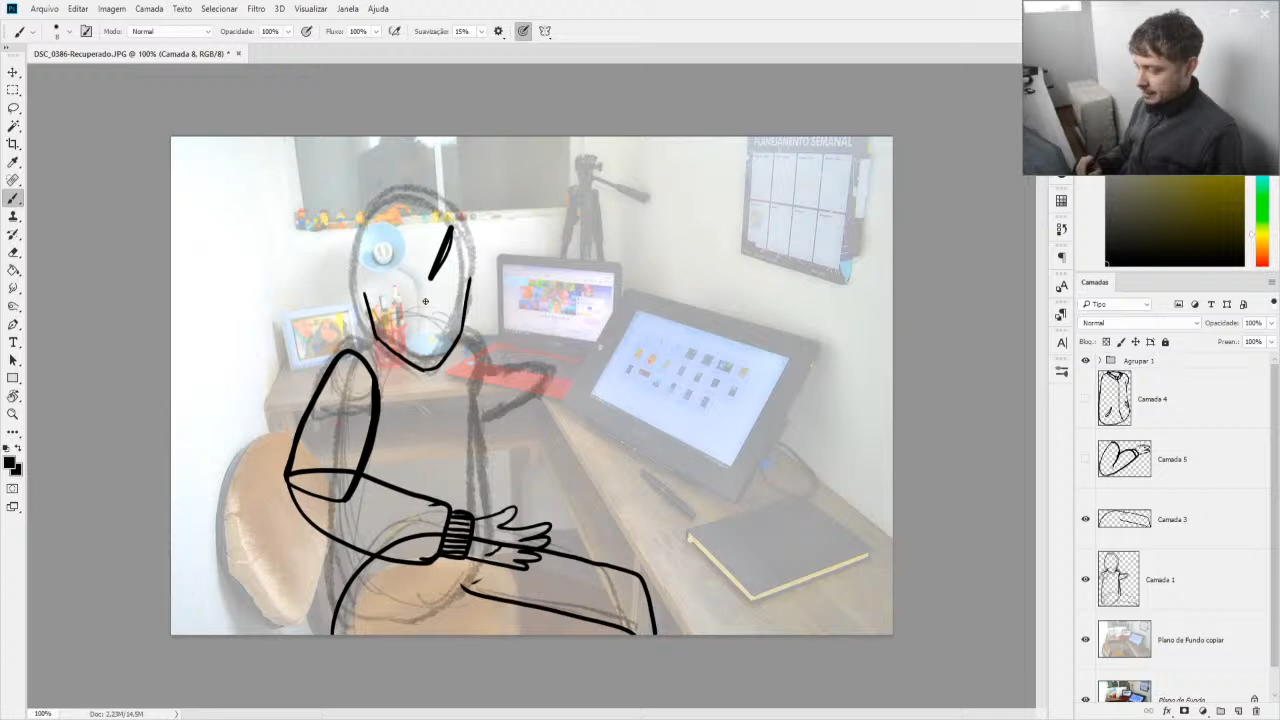 Arquivo Editar Imagem Camada Texto Selecionar Filtro 3D Visualizar Janela Ajuda
8 Modo: Normal Opacidade: 100% Fluxo: 100% Suavização: 15%
DSC_0386-Recuperado.JPG @ 100% (Camada 8, RGB/8) * ×
PLANEJAMENTO SEMANAL
Camadas
Tipo
Normal Opacidade: 100%
Bloq.: Preen.: 100%
Agrupar 1
Camada 4
Camada 5
Camada 3
Camada 1
Plano de Fundo copiar
Plano de Fundo
100% Doc: 2,23M/14,5M